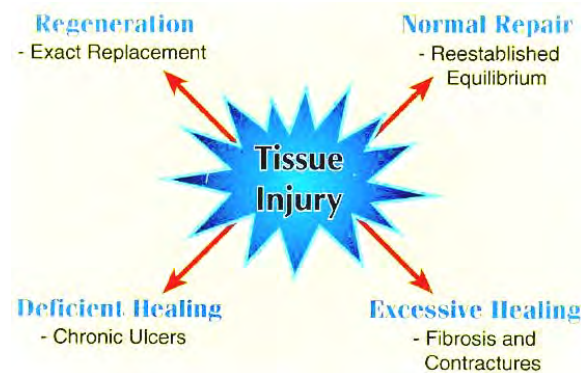 Regeneration
- Exact Replacement
Normal Repair
- Reestablished
Equilibrium
Tissue
Injury
Deficient Healing
- Chronic Ulcers
Excessive Healing
- Fibrosis and
Contractures